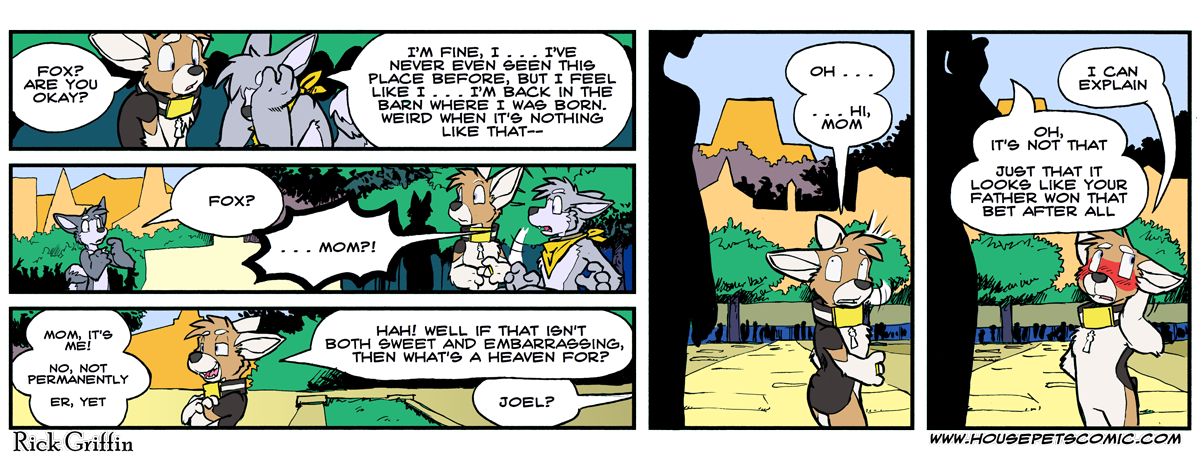 FOX?
ARE YOU
OKAY?
I'M FINE, I . . . I'VE
NEVER EVEN SEEN THIS
PLACE BEFORE, BUT I FEEL
LIKE I . . . I'M BACK IN THE
BARN WHERE I WAS BORN.
WEIRD WHEN IT'S NOTHING
LIKE THAT--
FOX?
. . . MOM?!
MOM, IT'S
ME!
NO, NOT
PERMANENTLY
ER, YET
HAH! WELL IF THAT ISN'T
BOTH SWEET AND EMBARRASSING,
THEN WHAT'S A HEAVEN FOR?
JOEL?
OH . . .
. . . HI,
MOM
I CAN
EXPLAIN
OH,
IT'S NOT THAT
JUST THAT IT
LOOKS LIKE YOUR
FATHER WON THAT
BET AFTER ALL
Rick Griffin
WWW.HOUSEPETSCOMIC.COM